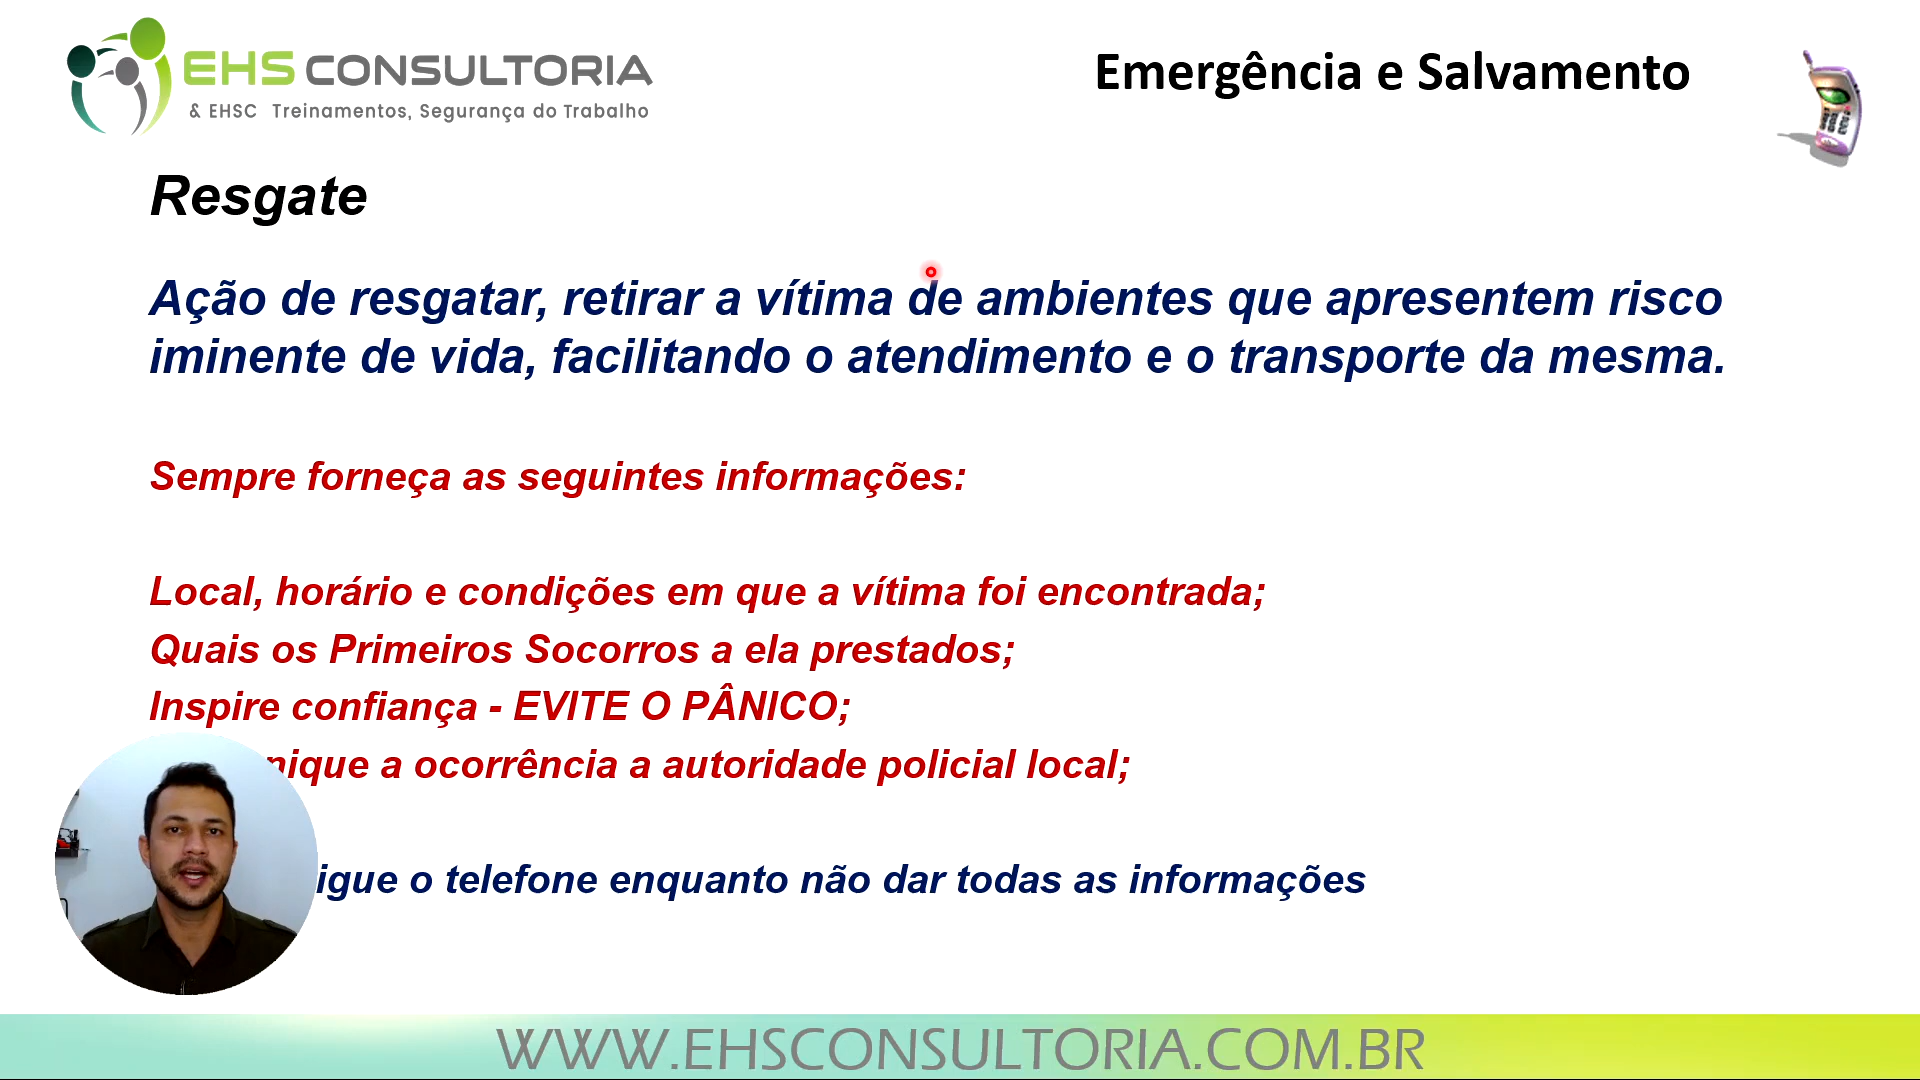 EHS CONSULTORIA
& EHSC Treinamentos, Segurança do Trabalho
Emergência e Salvamento
Resgate
Ação de resgatar, retirar a vítima de ambientes que apresentem risco
iminente de vida, facilitando o atendimento e o transporte da mesma.
Sempre forneça as seguintes informações:
Local, horário e condições em que a vítima foi encontrada;
Quais os Primeiros Socorros a ela prestados;
Inspire confiança - EVITE O PÂNICO;
nique a ocorrência a autoridade policial local;
igue o telefone enquanto não dar todas as informações
WWW.EHSCONSULTORIA.COM.BR